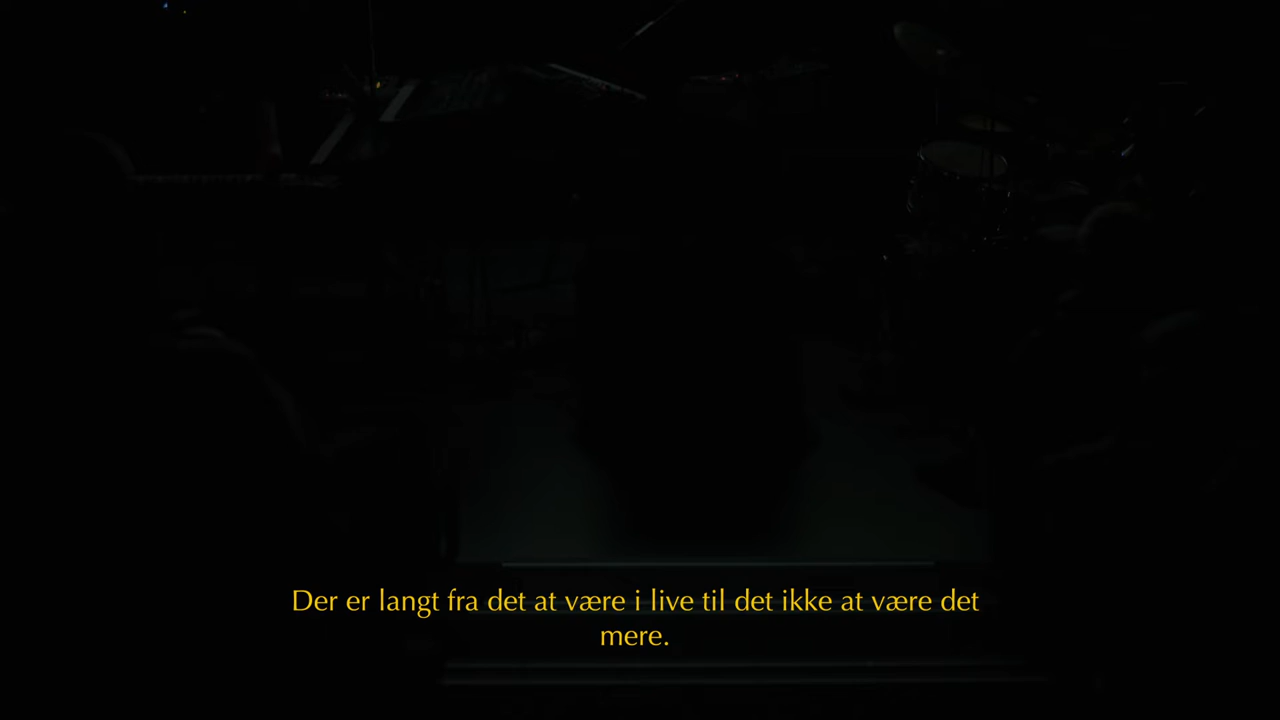 Der er langt fra det at være i live til det ikke at være det
mere.